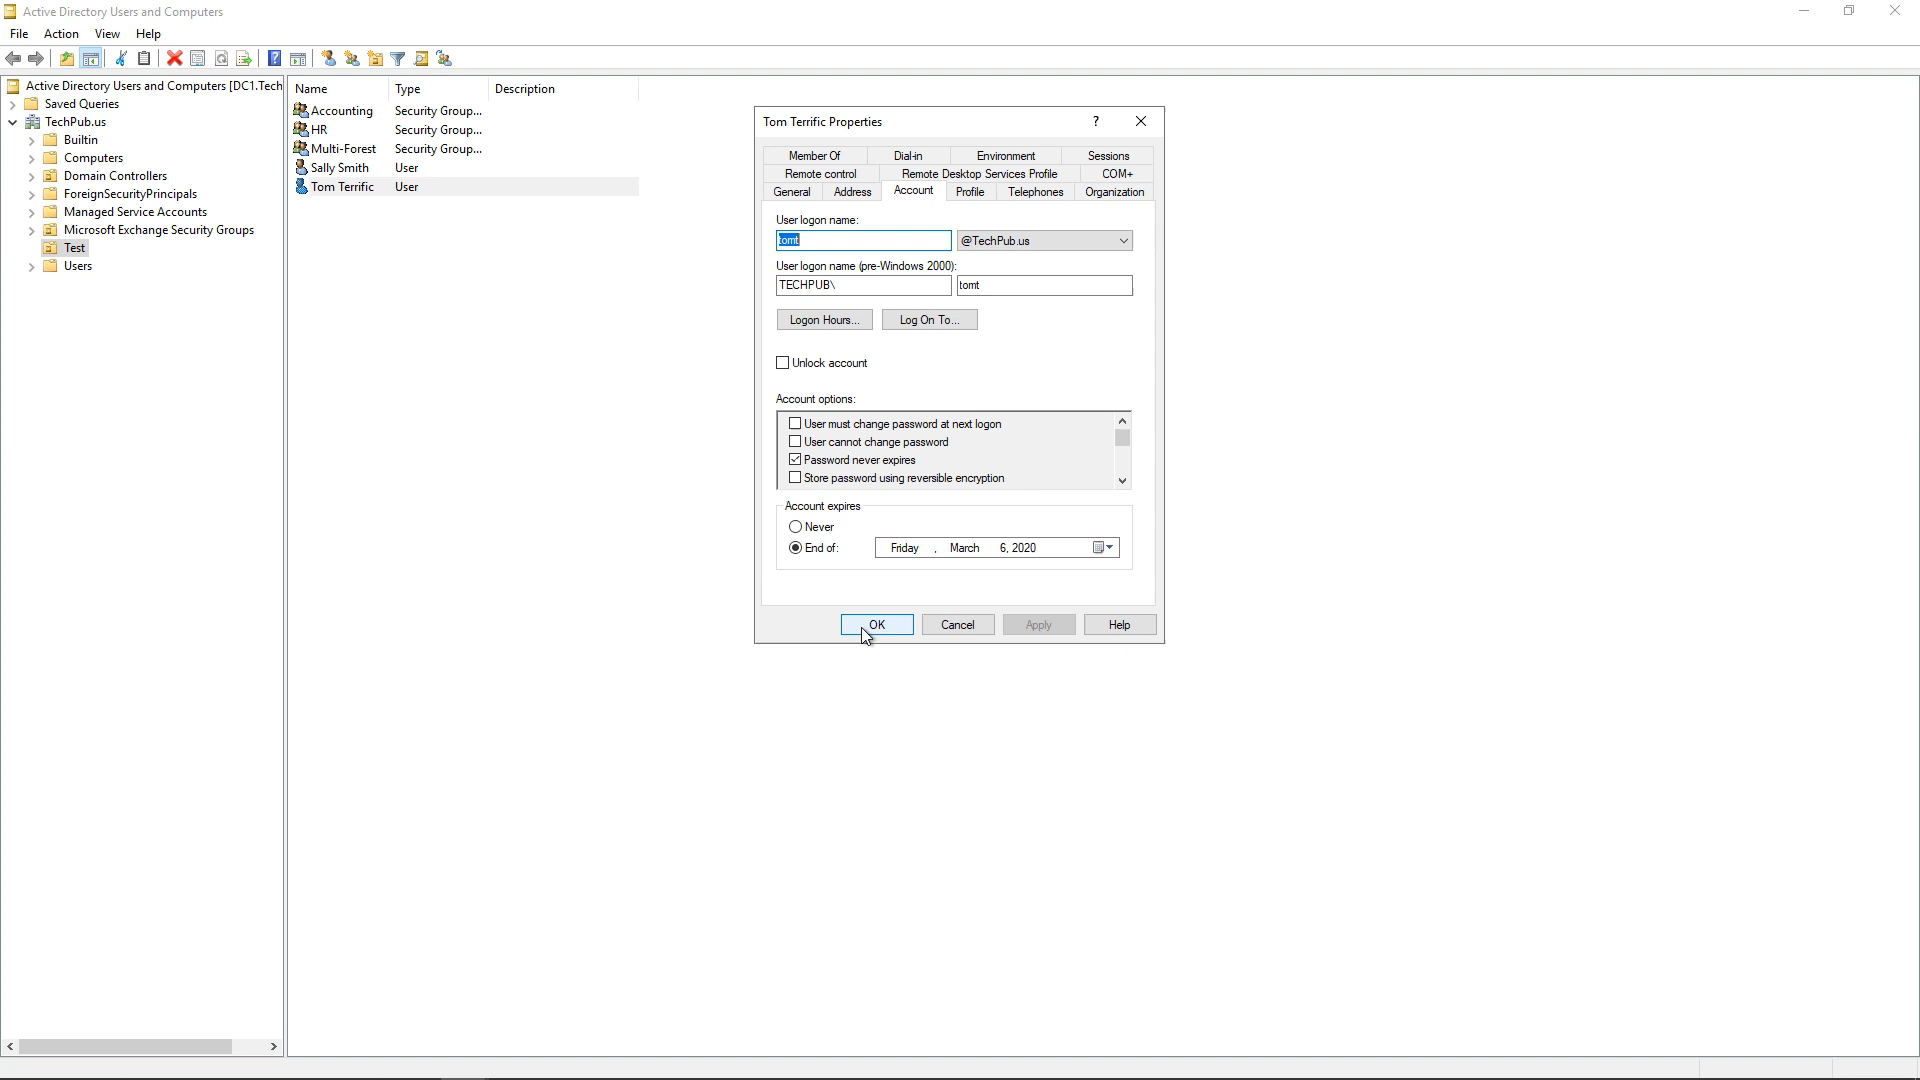 Active Directory Users and Computers
File Action View Help
Active Directory Users and Computers [DC1.Tech
Saved Queries
TechPub.us
Builtin
Computers
Domain Controllers
ForeignSecurityPrincipals
Managed Service Accounts
Microsoft Exchange Security Groups
Test
Users
Name Type Description
Accounting Security Group...
HR Security Group...
Multi-Forest Security Group...
Sally Smith User
Tom Terrific User
Tom Terrific Properties ?
Member Of Dial-in Environment Sessions
Remote control Remote Desktop Services Profile COM+
General Address Account Profile Telephones Organization
User logon name:
tomt @TechPub.us
User logon name (pre-Windows 2000):
TECHPUB\ tomt
Logon Hours... Log On To...
Unlock account
Account options:
User must change password at next logon
User cannot change password
Password never expires
Store password using reversible encryption
Account expires
Never
End of: Friday , March 6, 2020
OK Cancel Apply Help